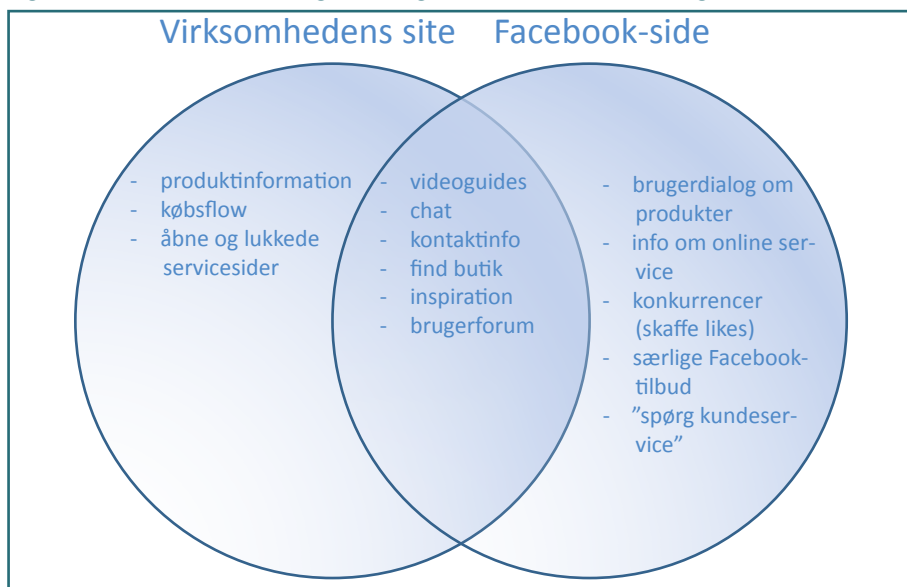 Virksomhedens site
Facebook-side
- produktinformation
- købsflow
- åbne og lukkede
servicesider
- videoguides
- chat
- kontaktinfo
- find butik
- inspiration
- brugerforum
- brugerdialog om
produkter
- info om online ser-
vice
- konkurrencer
(skaffe likes)
- særlige Facebook-
tilbud
- ”spørg kundeser-
vice”